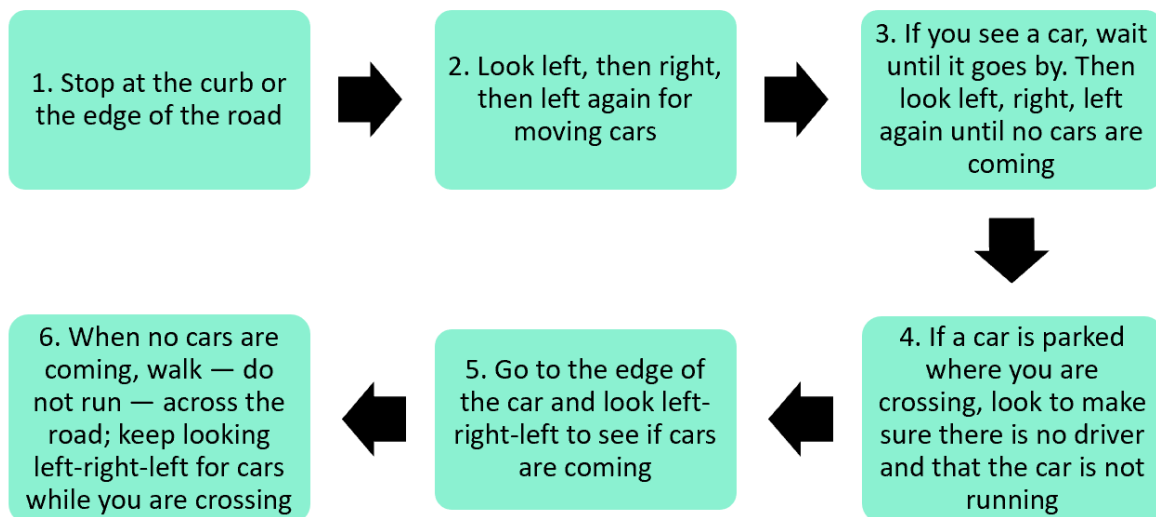 1. Stop at the curb or
the edge of the road
2. Look left, then right,
then left again for
moving cars
3. If you see a car, wait
until it goes by. Then
look left, right, left
again until no cars are
coming
4. If a car is parked
where you are
crossing, look to make
sure there is no driver
and that the car is not
running
5. Go to the edge of
the car and look left-
right-left to see if cars
are coming
6. When no cars are
coming, walk — do
not run — across the
road; keep looking
left-right-left for cars
while you are crossing